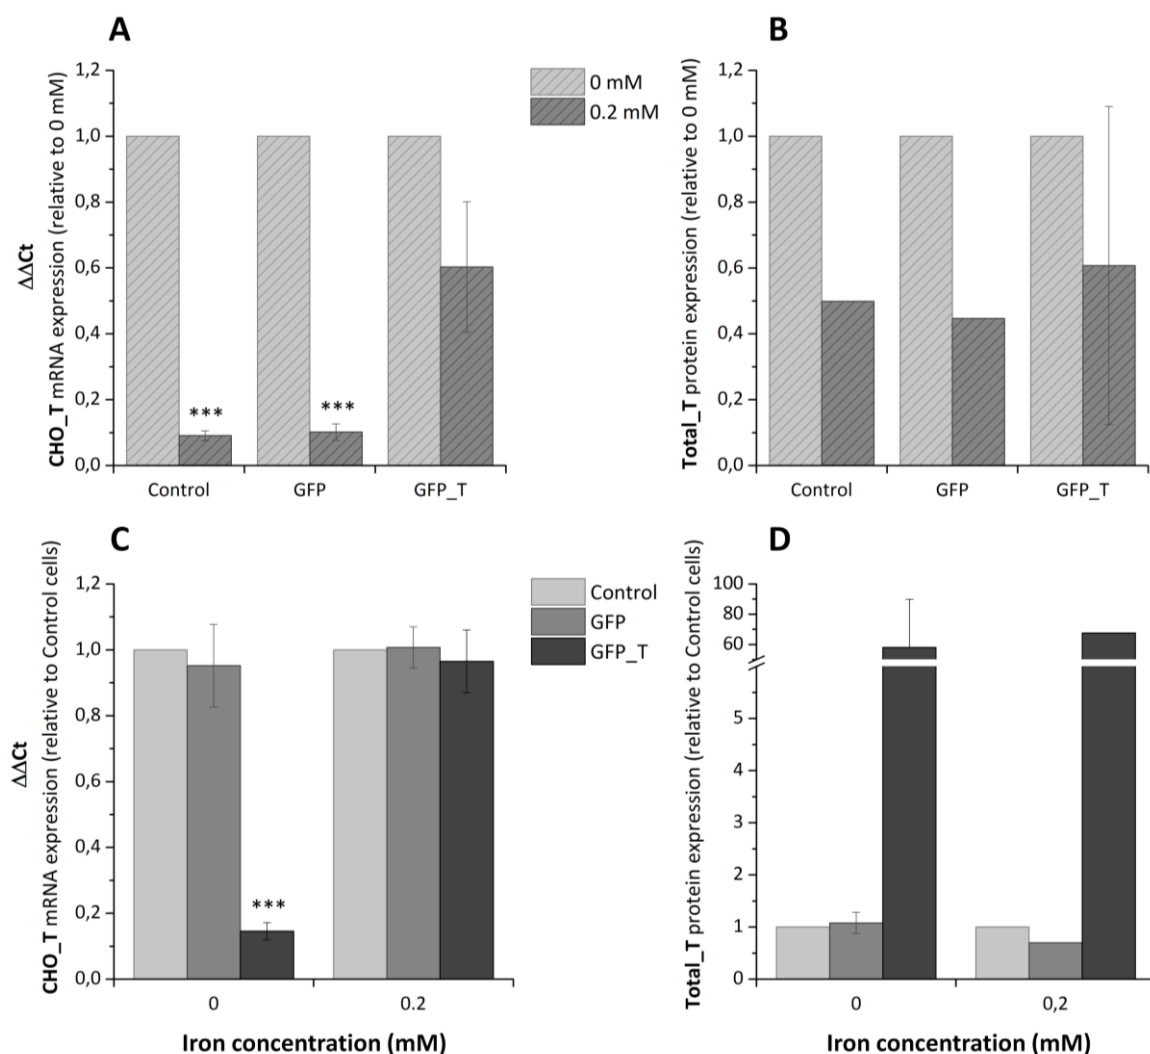 A
ΔΔCt
CHO_T mRNA expression (relative to 0 mM)
1,2
1,0
0,8
0,6
0,4
0,2
0,0
***
***
Control
GFP
GFP_T
0 mM
0.2 mM
B
Total_T protein expression (relative to 0 mM)
1,2
1,0
0,8
0,6
0,4
0,2
0,0
Control
GFP
GFP_T
C
ΔΔCt
CHO_T mRNA expression (relative to Control cells)
1,2
1,0
0,8
0,6
0,4
0,2
0,0
***
0
0.2
Iron concentration (mM)
Control
GFP
GFP_T
D
Total_T protein expression (relative to Control cells)
100
80
60
5
4
3
2
1
0
0
0,2
Iron concentration (mM)